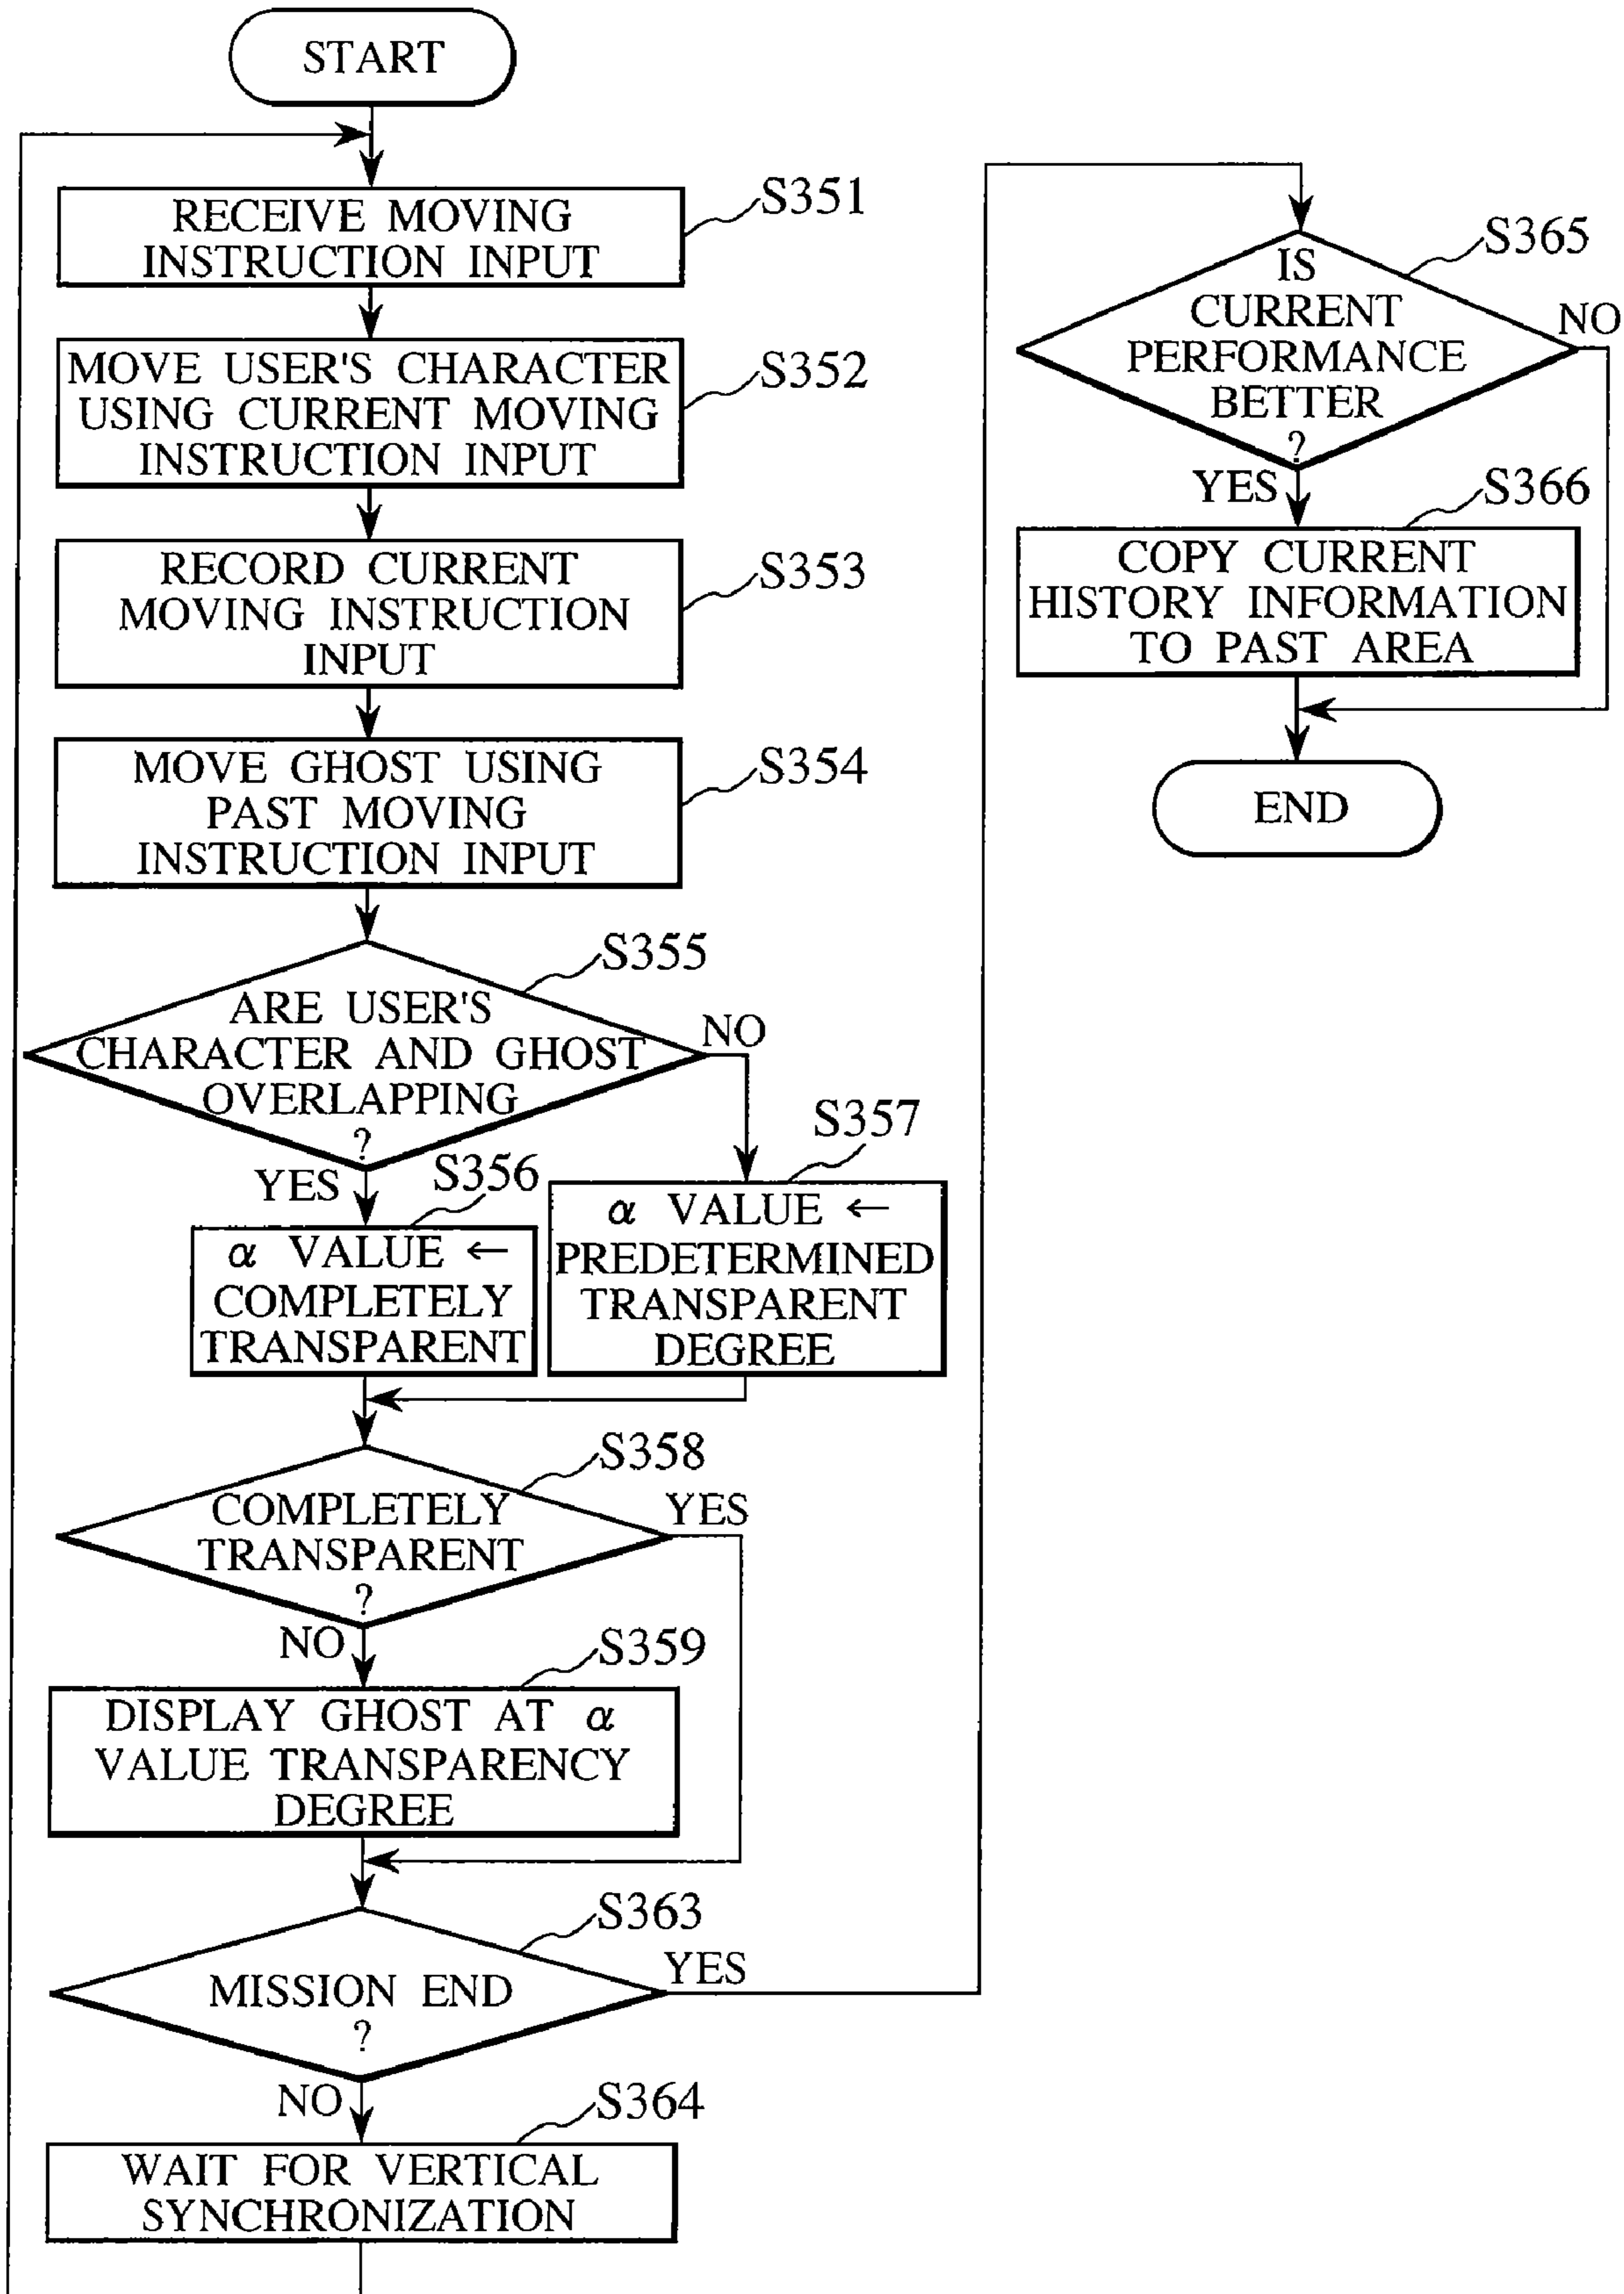 START
RECEIVE MOVING
INSTRUCTION INPUT
S351
MOVE USER'S CHARACTER
USING CURRENT MOVING
INSTRUCTION INPUT
S352
RECORD CURRENT
MOVING INSTRUCTION
INPUT
S353
MOVE GHOST USING
PAST MOVING
INSTRUCTION INPUT
S354
S355
ARE USER'S
CHARACTER AND GHOST
OVERLAPPING
?
NO
YES
S356
α VALUE ←
COMPLETELY
TRANSPARENT
S357
α VALUE ←
PREDETERMINED
TRANSPARENT
DEGREE
S358
COMPLETELY
TRANSPARENT
?
YES
NO
S359
DISPLAY GHOST AT α
VALUE TRANSPARENCY
DEGREE
S363
MISSION END
?
YES
NO
S364
WAIT FOR VERTICAL
SYNCHRONIZATION
S365
IS
CURRENT
PERFORMANCE
BETTER
?
NO
YES
S366
COPY CURRENT
HISTORY INFORMATION
TO PAST AREA
END